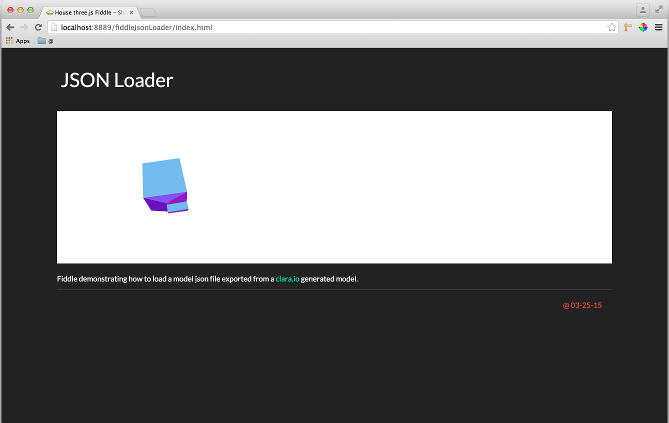 House three.js Fiddle – Sh
localhost:8889/fiddleJsonLoader/index.html
Apps @
JSON Loader
Fiddle demonstrating how to load a model json file exported from a clara.io generated model.
@ 03-25-15